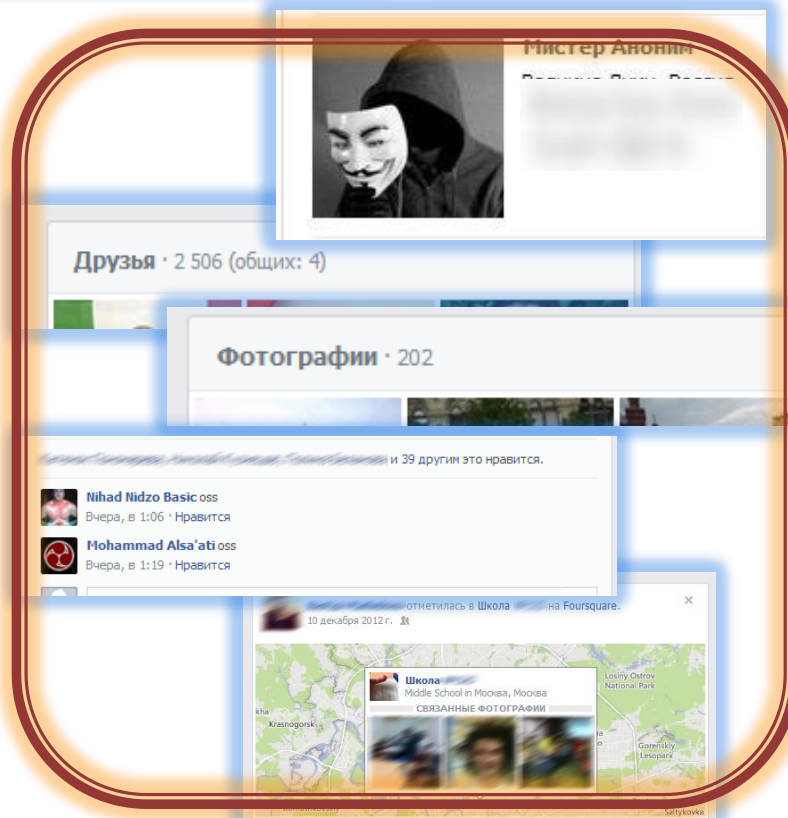 Мистер Аноним
Друзья · 2 506 (общих: 4)
Фотографии · 202
и 39 другим это нравится.
Nihad Nidzo Basic oss
Вчера, в 1:06 · Нравится
Mohammad Alsa'ati oss
Вчера, в 1:19 · Нравится
отметилась в Школа на Foursquare.
10 декабря 2012 г.
Школа
Middle School in Москва, Москва
СВЯЗАННЫЕ ФОТОГРАФИИ
Losiny Ostrov
National Park
Krasnogorsk
Gorenskiy
Lesopark
Saltykovka